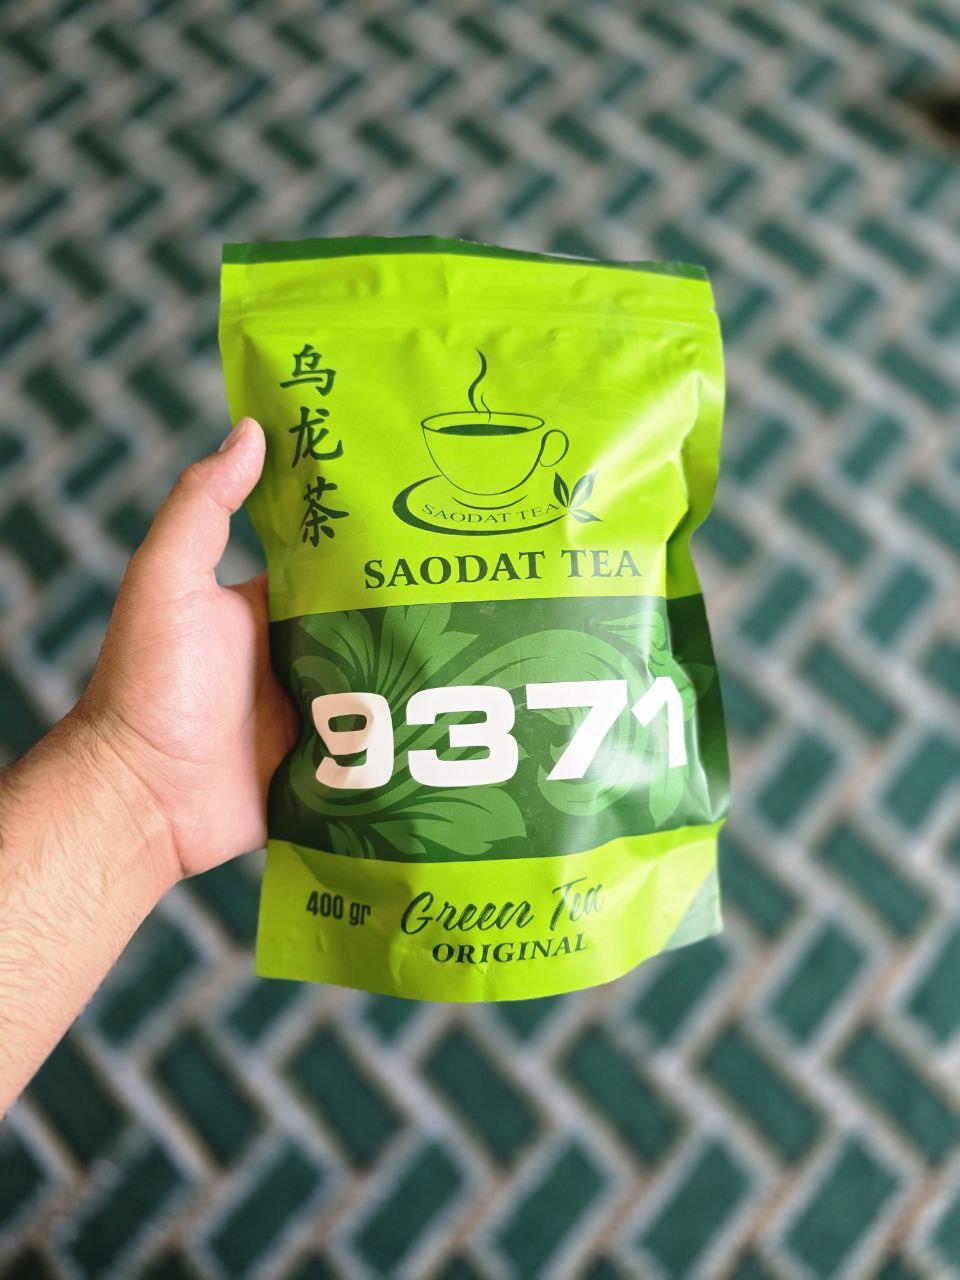 乌龙茶
SAODAT TEA
SAODAT TEA
9371
400 gr
Green Tea
ORIGINAL